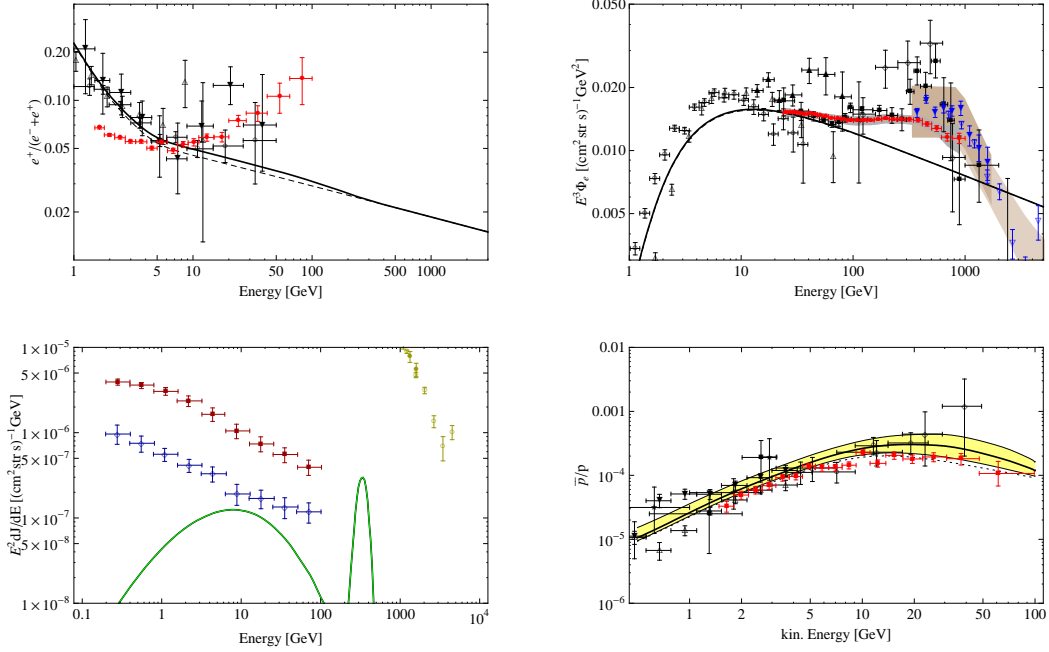 0.20
0.10
0.05
0.02
e⁺/(e⁻ + e⁺)
1 5 10 50 100 500 1000
Energy [GeV]
0.050
0.020
0.010
0.005
E³Φₑ [(cm² str s)⁻¹GeV²]
1 10 100 1000
Energy [GeV]
1×10⁻⁵
5×10⁻⁶
1×10⁻⁶
5×10⁻⁷
1×10⁻⁷
5×10⁻⁸
1×10⁻⁸
E²dJ/dE [(cm² str s)⁻¹GeV]
0.1 1 10 100 1000 10⁴
Energy [GeV]
0.01
0.001
10⁻⁴
10⁻⁵
10⁻⁶
p̅/p
1 2 5 10 20 50 100
kin. Energy [GeV]